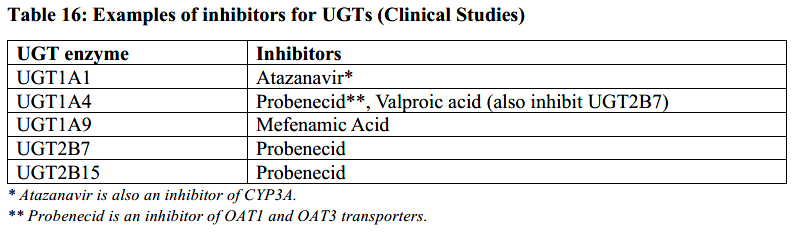 Table 16: Examples of inhibitors for UGTs (Clinical Studies)
UGT enzyme Inhibitors
UGT1A1 Atazanavir*
UGT1A4 Probenecid**, Valproic acid (also inhibit UGT2B7)
UGT1A9 Mefenamic Acid
UGT2B7 Probenecid
UGT2B15 Probenecid
* Atazanavir is also an inhibitor of CYP3A.
** Probenecid is an inhibitor of OAT1 and OAT3 transporters.